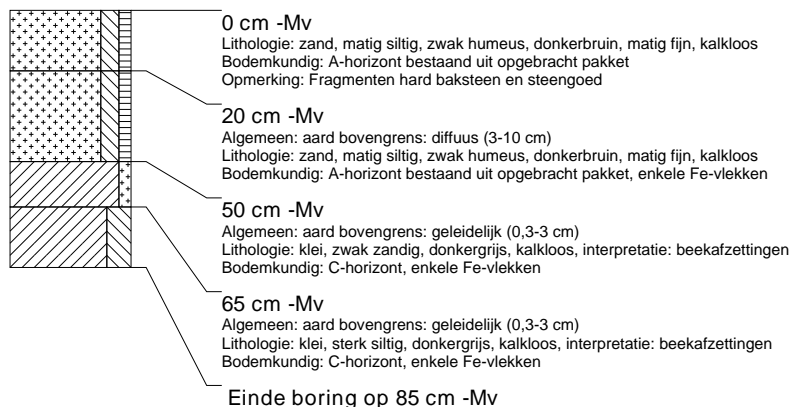 0 cm -Mv
Lithologie: zand, matig siltig, zwak humeus, donkerbruin, matig fijn, kalkloos
Bodemkundig: A-horizont bestaand uit opgebracht pakket
Opmerking: Fragmenten hard baksteen en steengoed
20 cm -Mv
Algemeen: aard bovengrens: diffuus (3-10 cm)
Lithologie: zand, matig siltig, zwak humeus, donkerbruin, matig fijn, kalkloos
Bodemkundig: A-horizont bestaand uit opgebracht pakket, enkele Fe-vlekken
50 cm -Mv
Algemeen: aard bovengrens: geleidelijk (0,3-3 cm)
Lithologie: klei, zwak zandig, donkergrijs, kalkloos, interpretatie: beekafzettingen
Bodemkundig: C-horizont, enkele Fe-vlekken
65 cm -Mv
Algemeen: aard bovengrens: geleidelijk (0,3-3 cm)
Lithologie: klei, sterk siltig, donkergrijs, kalkloos, interpretatie: beekafzettingen
Bodemkundig: C-horizont, enkele Fe-vlekken
Einde boring op 85 cm -Mv